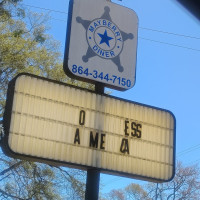 MAYBERRY
DINER
864-344-7150
O ESS
A ME CA